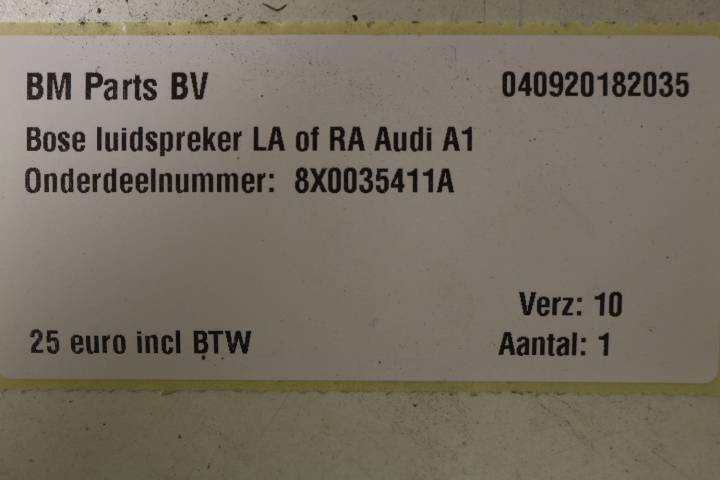 BM Parts BV 040920182035
Bose luidspreker LA of RA Audi A1
Onderdeelnummer: 8X0035411A
Verz: 10
25 euro incl BTW Aantal: 1